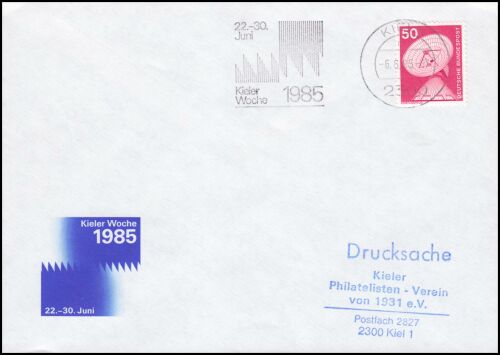 22.–30.
Juni
Kieler
Woche 1985
50
DEUTSCHE BUNDESPOST
Kieler Woche
1985
22.–30. Juni
Drucksache
Kieler
Philatelisten - Verein
von 1931 e.V.
Postfach 2827
2300 Kiel 1